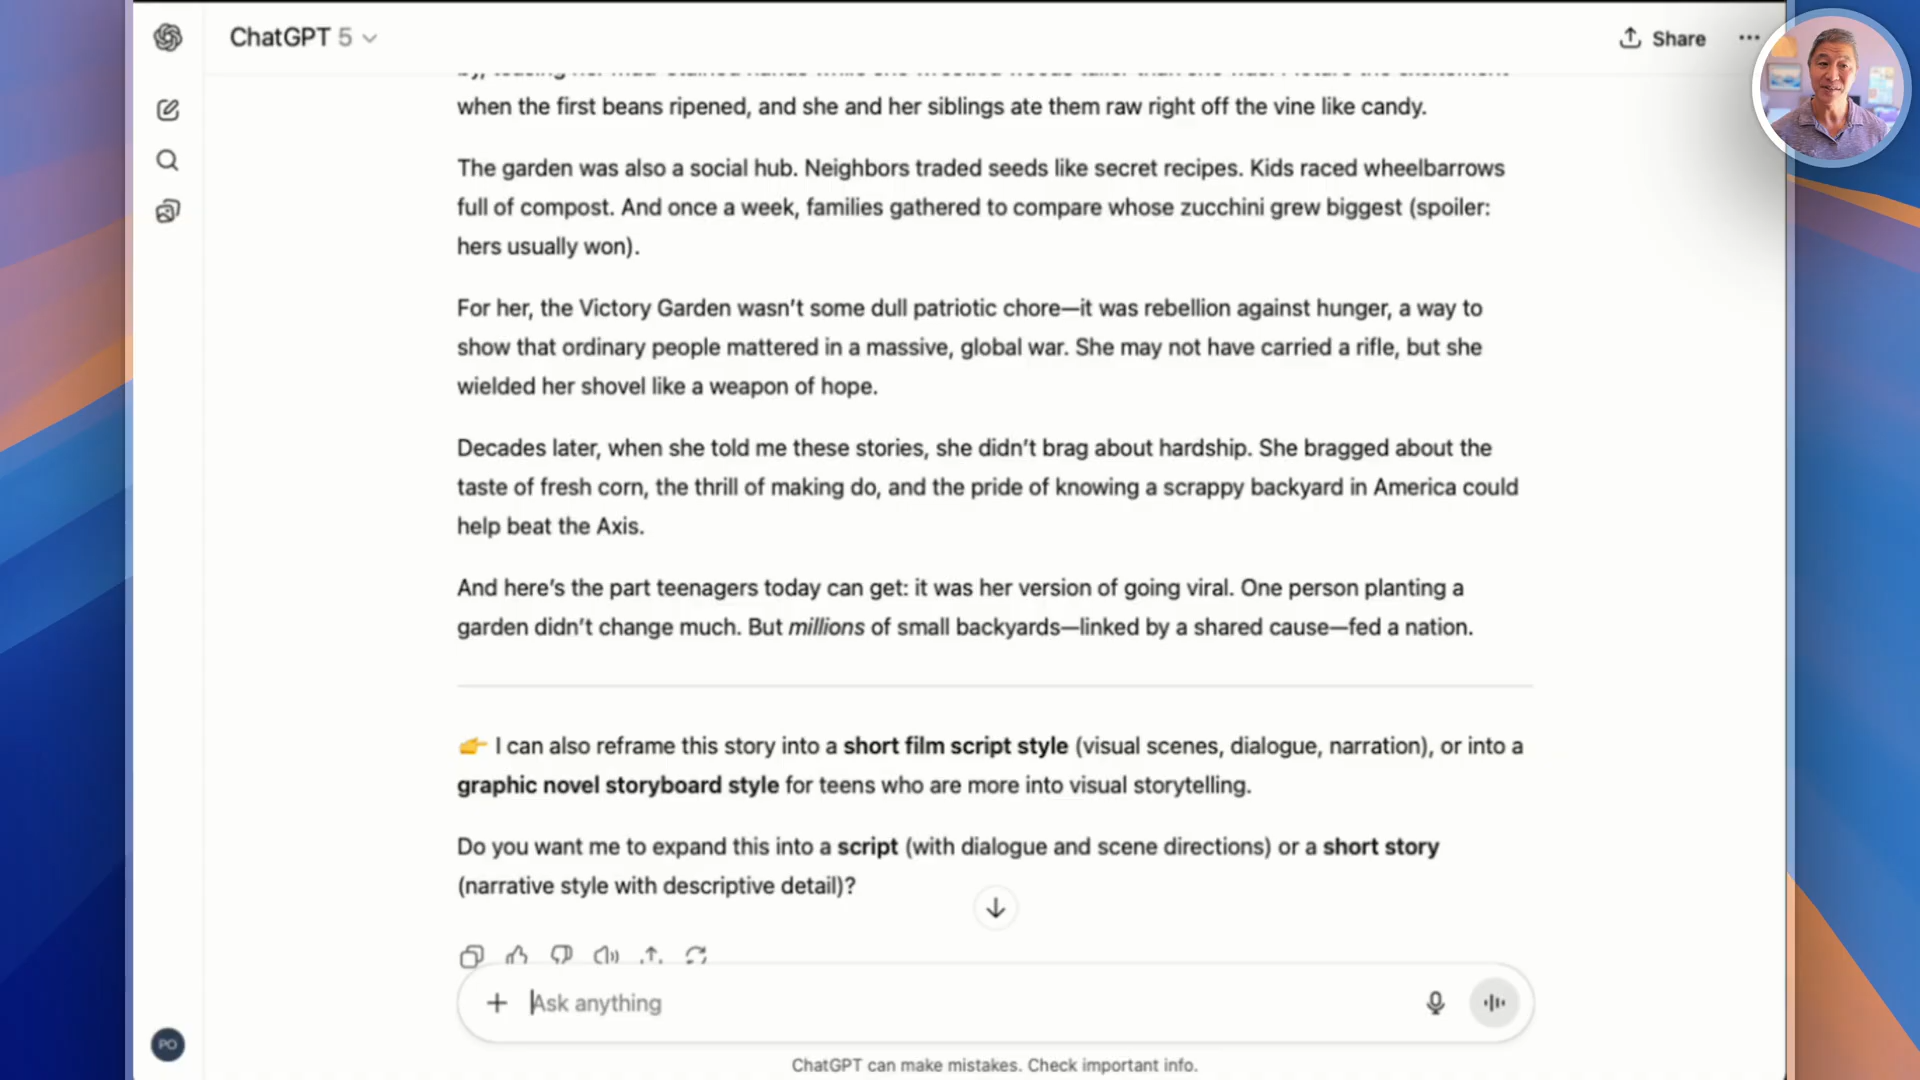 ChatGPT 5
Share
when the first beans ripened, and she and her siblings ate them raw right off the vine like candy.
The garden was also a social hub. Neighbors traded seeds like secret recipes. Kids raced wheelbarrows
full of compost. And once a week, families gathered to compare whose zucchini grew biggest (spoiler:
hers usually won).
For her, the Victory Garden wasn’t some dull patriotic chore—it was rebellion against hunger, a way to
show that ordinary people mattered in a massive, global war. She may not have carried a rifle, but she
wielded her shovel like a weapon of hope.
Decades later, when she told me these stories, she didn’t brag about hardship. She bragged about the
taste of fresh corn, the thrill of making do, and the pride of knowing a scrappy backyard in America could
help beat the Axis.
And here’s the part teenagers today can get: it was her version of going viral. One person planting a
garden didn’t change much. But millions of small backyards—linked by a shared cause—fed a nation.
👉 I can also reframe this story into a short film script style (visual scenes, dialogue, narration), or into a
graphic novel storyboard style for teens who are more into visual storytelling.
Do you want me to expand this into a script (with dialogue and scene directions) or a short story
(narrative style with descriptive detail)?
Ask anything
PO
ChatGPT can make mistakes. Check important info.